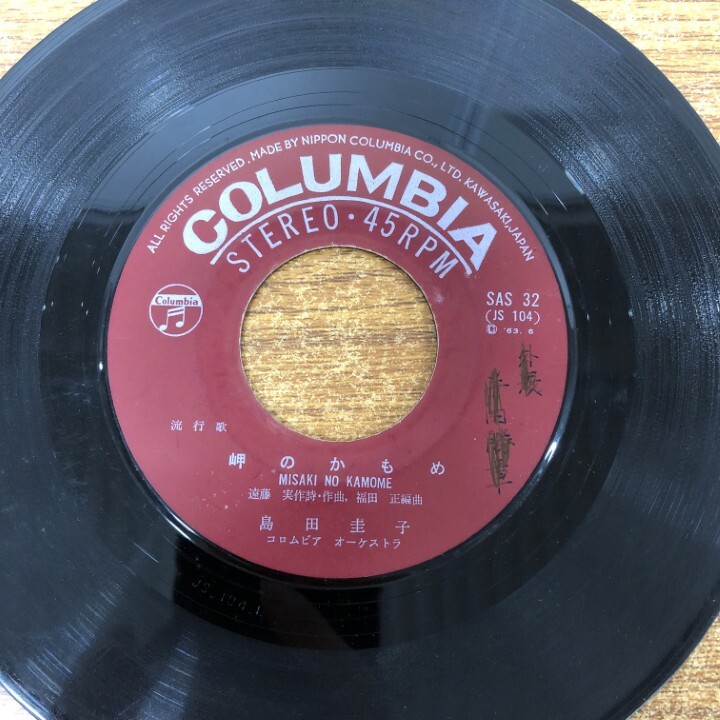 ALL RIGHTS RESERVED. MADE BY NIPPON COLUMBIA CO., LTD. KAWASAKI, JAPAN
COLUMBIA
STEREO・45RPM
Columbia
SAS 32
(JS 104)
Ⓒ '63. 6
流行歌
岬のかもめ
MISAKI NO KAMOME
遠藤 実作詩・作曲, 福田 正編曲
島田圭子
コロムビア オーケストラ
JS.104.1